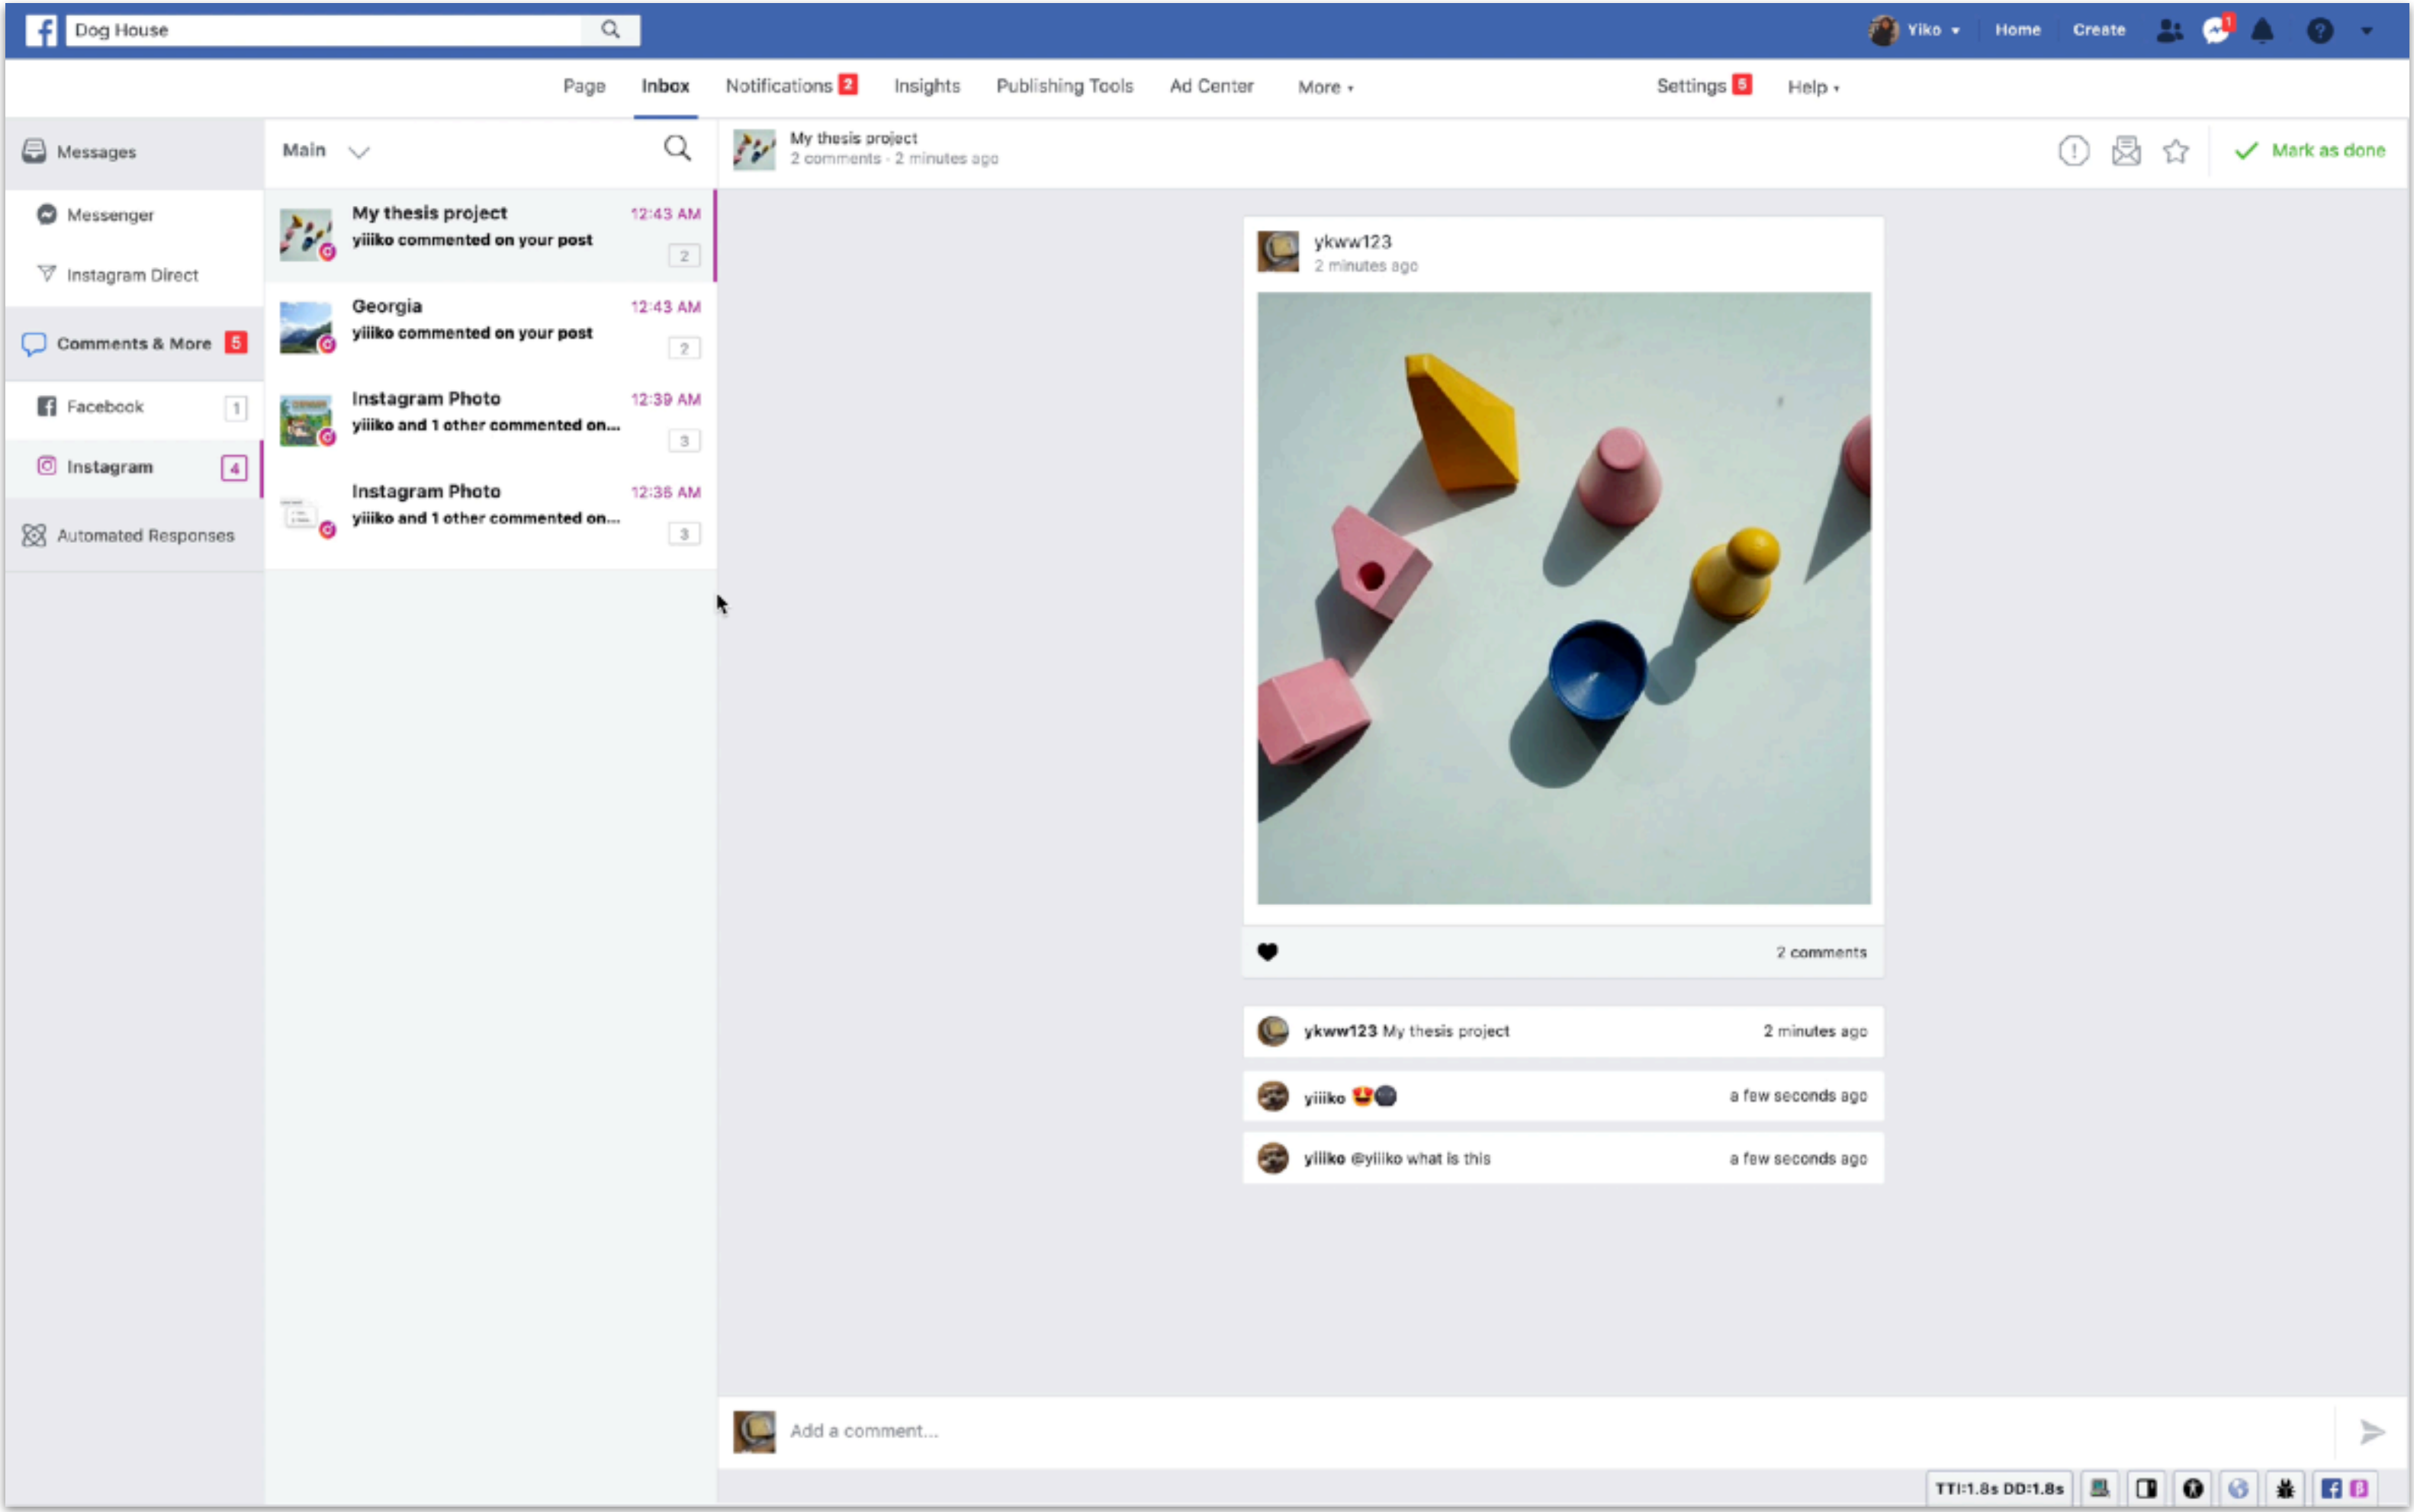 Dog House
Yiko
Home
Create
1
Page
Inbox
Notifications 2
Insights
Publishing Tools
Ad Center
More
Settings 5
Help
Messages
Messenger
Instagram Direct
Comments & More 5
Facebook 1
Instagram 4
Automated Responses
Main
My thesis project 12:43 AM
yiiiko commented on your post
2
Georgia 12:43 AM
yiiiko commented on your post
2
Instagram Photo 12:39 AM
yiiiko and 1 other commented on...
3
Instagram Photo 12:36 AM
yiiiko and 1 other commented on...
3
My thesis project
2 comments · 2 minutes ago
Mark as done
ykww123
2 minutes ago
2 comments
ykww123 My thesis project 2 minutes ago
yiiiko 😍🌚 a few seconds ago
yiiiko @yiiiko what is this a few seconds ago
Add a comment...
TTI:1.8s DD:1.8s